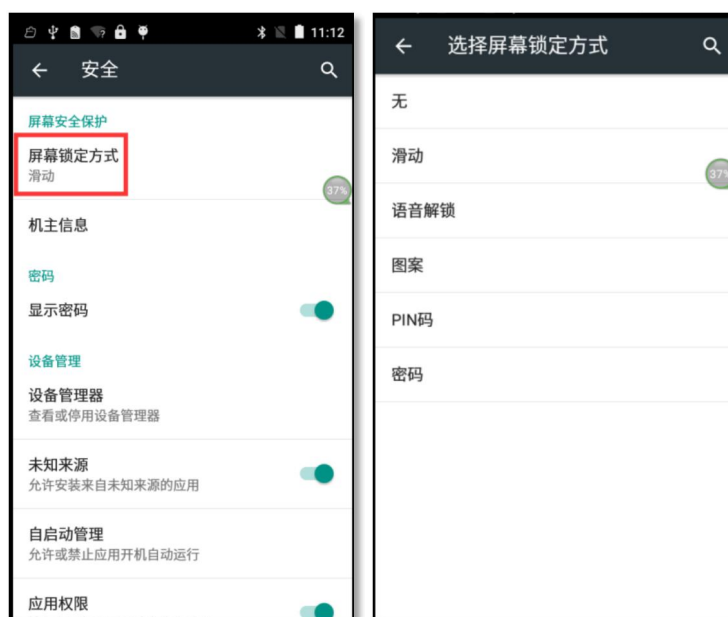 11:12
安全
屏幕安全保护
屏幕锁定方式
滑动
37%
机主信息
密码
显示密码
设备管理
设备管理器
查看或停用设备管理器
未知来源
允许安装来自未知来源的应用
自启动管理
允许或禁止应用开机自动运行
应用权限
选择屏幕锁定方式
无
滑动
37%
语音解锁
图案
PIN码
密码